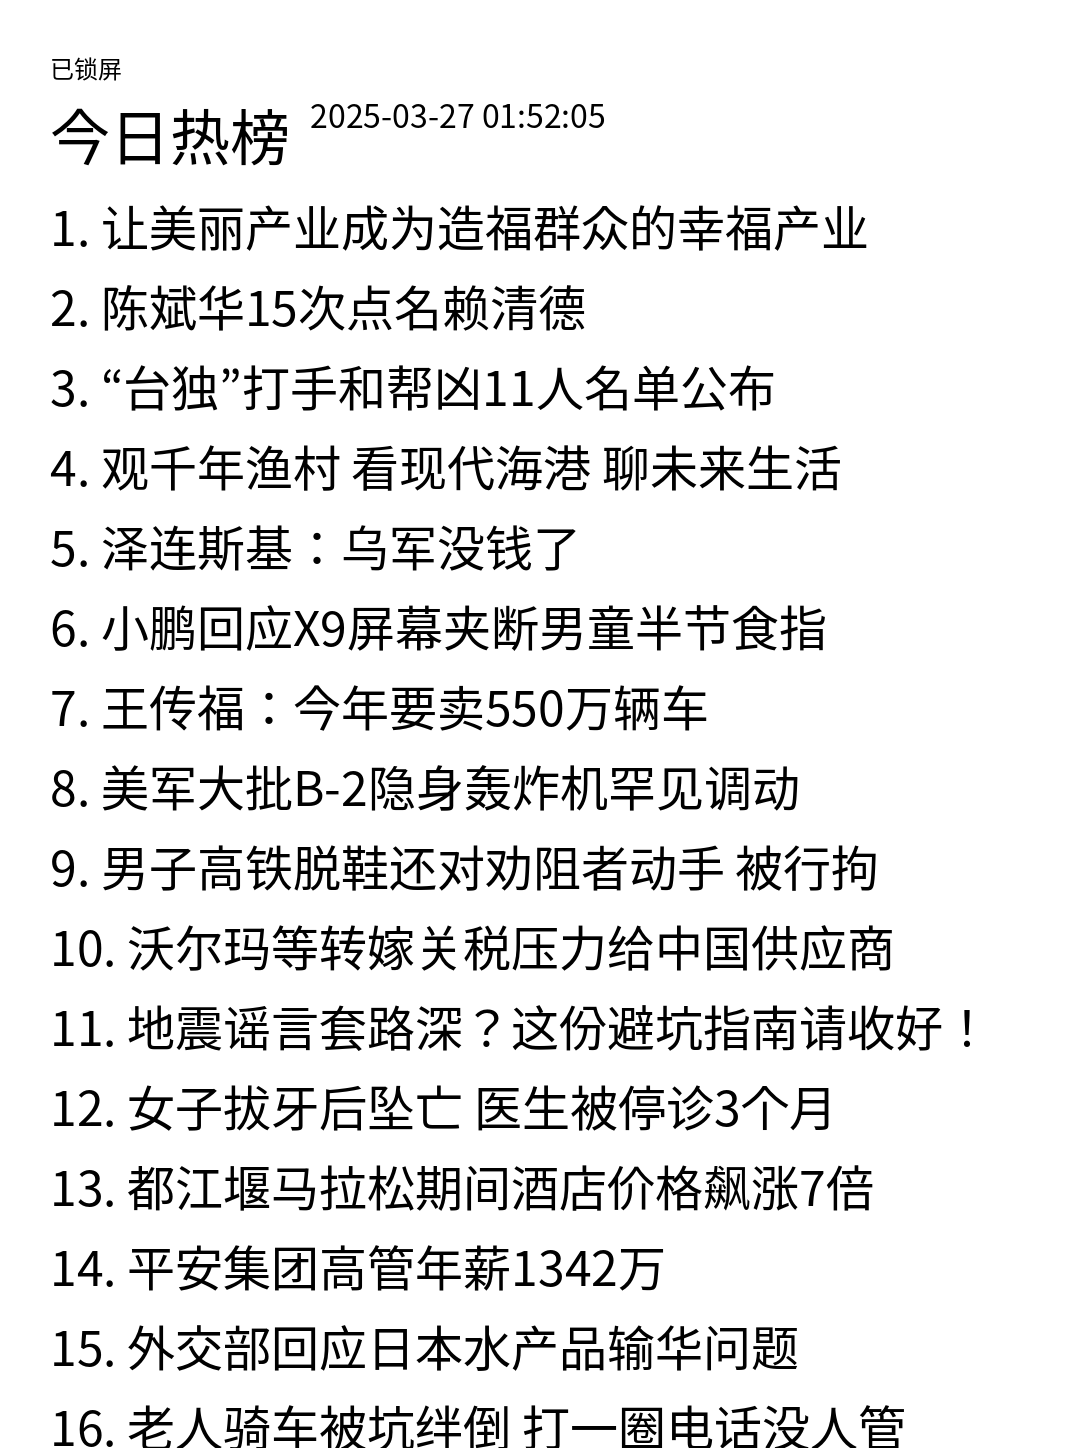 已锁屏
今日热榜 2025-03-27 01:52:05
1. 让美丽产业成为造福群众的幸福产业
2. 陈斌华15次点名赖清德
3. “台独”打手和帮凶11人名单公布
4. 观千年渔村 看现代海港 聊未来生活
5. 泽连斯基：乌军没钱了
6. 小鹏回应X9屏幕夹断男童半节食指
7. 王传福：今年要卖550万辆车
8. 美军大批B-2隐身轰炸机罕见调动
9. 男子高铁脱鞋还对劝阻者动手 被行拘
10. 沃尔玛等转嫁关税压力给中国供应商
11. 地震谣言套路深？这份避坑指南请收好！
12. 女子拔牙后坠亡 医生被停诊3个月
13. 都江堰马拉松期间酒店价格飙涨7倍
14. 平安集团高管年薪1342万
15. 外交部回应日本水产品输华问题
16. 老人骑车被坑绊倒 打一圈电话没人管